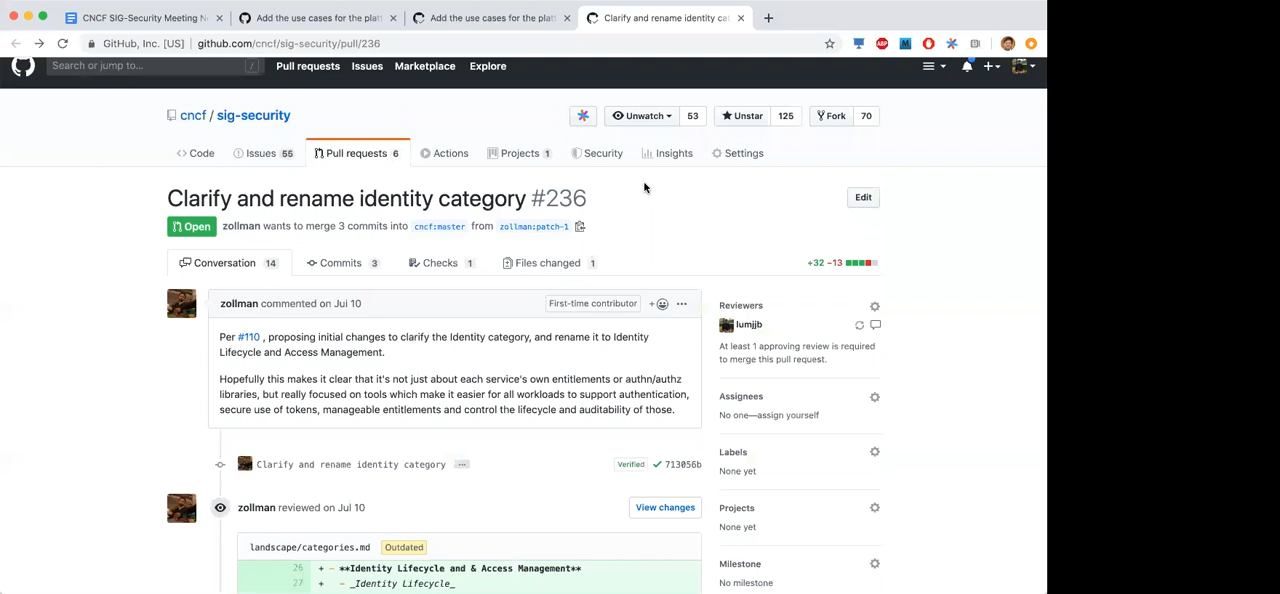 CNCF SIG-Security Meeting N
Add the use cases for the plat
Add the use cases for the plat
Clarify and rename identity cat
GitHub, Inc. [US]
github.com/cncf/sig-security/pull/236
ABP
M
Search or jump to...
/
Pull requests
Issues
Marketplace
Explore
cncf / sig-security
Unwatch
53
Unstar
125
Fork
70
<> Code
Issues 55
Pull requests 6
Actions
Projects 1
Security
Insights
Settings
Clarify and rename identity category #236
Edit
Open
zollman wants to merge 3 commits into cncf:master from zollman:patch-1
Conversation 14
Commits 3
Checks 1
Files changed 1
+32 −13
zollman commented on Jul 10
First-time contributor
Per #110 , proposing initial changes to clarify the Identity category, and rename it to Identity
Lifecycle and Access Management.
Hopefully this makes it clear that it's not just about each service's own entitlements or authn/authz
libraries, but really focused on tools which make it easier for all workloads to support authentication,
secure use of tokens, manageable entitlements and control the lifecycle and auditability of those.
Clarify and rename identity category
Verified
713056b
zollman reviewed on Jul 10
View changes
landscape/categories.md
Outdated
26 + - **Identity Lifecycle and & Access Management**
27 + - _Identity Lifecycle_
Reviewers
lumjjb
At least 1 approving review is required
to merge this pull request.
Assignees
No one—assign yourself
Labels
None yet
Projects
None yet
Milestone
No milestone